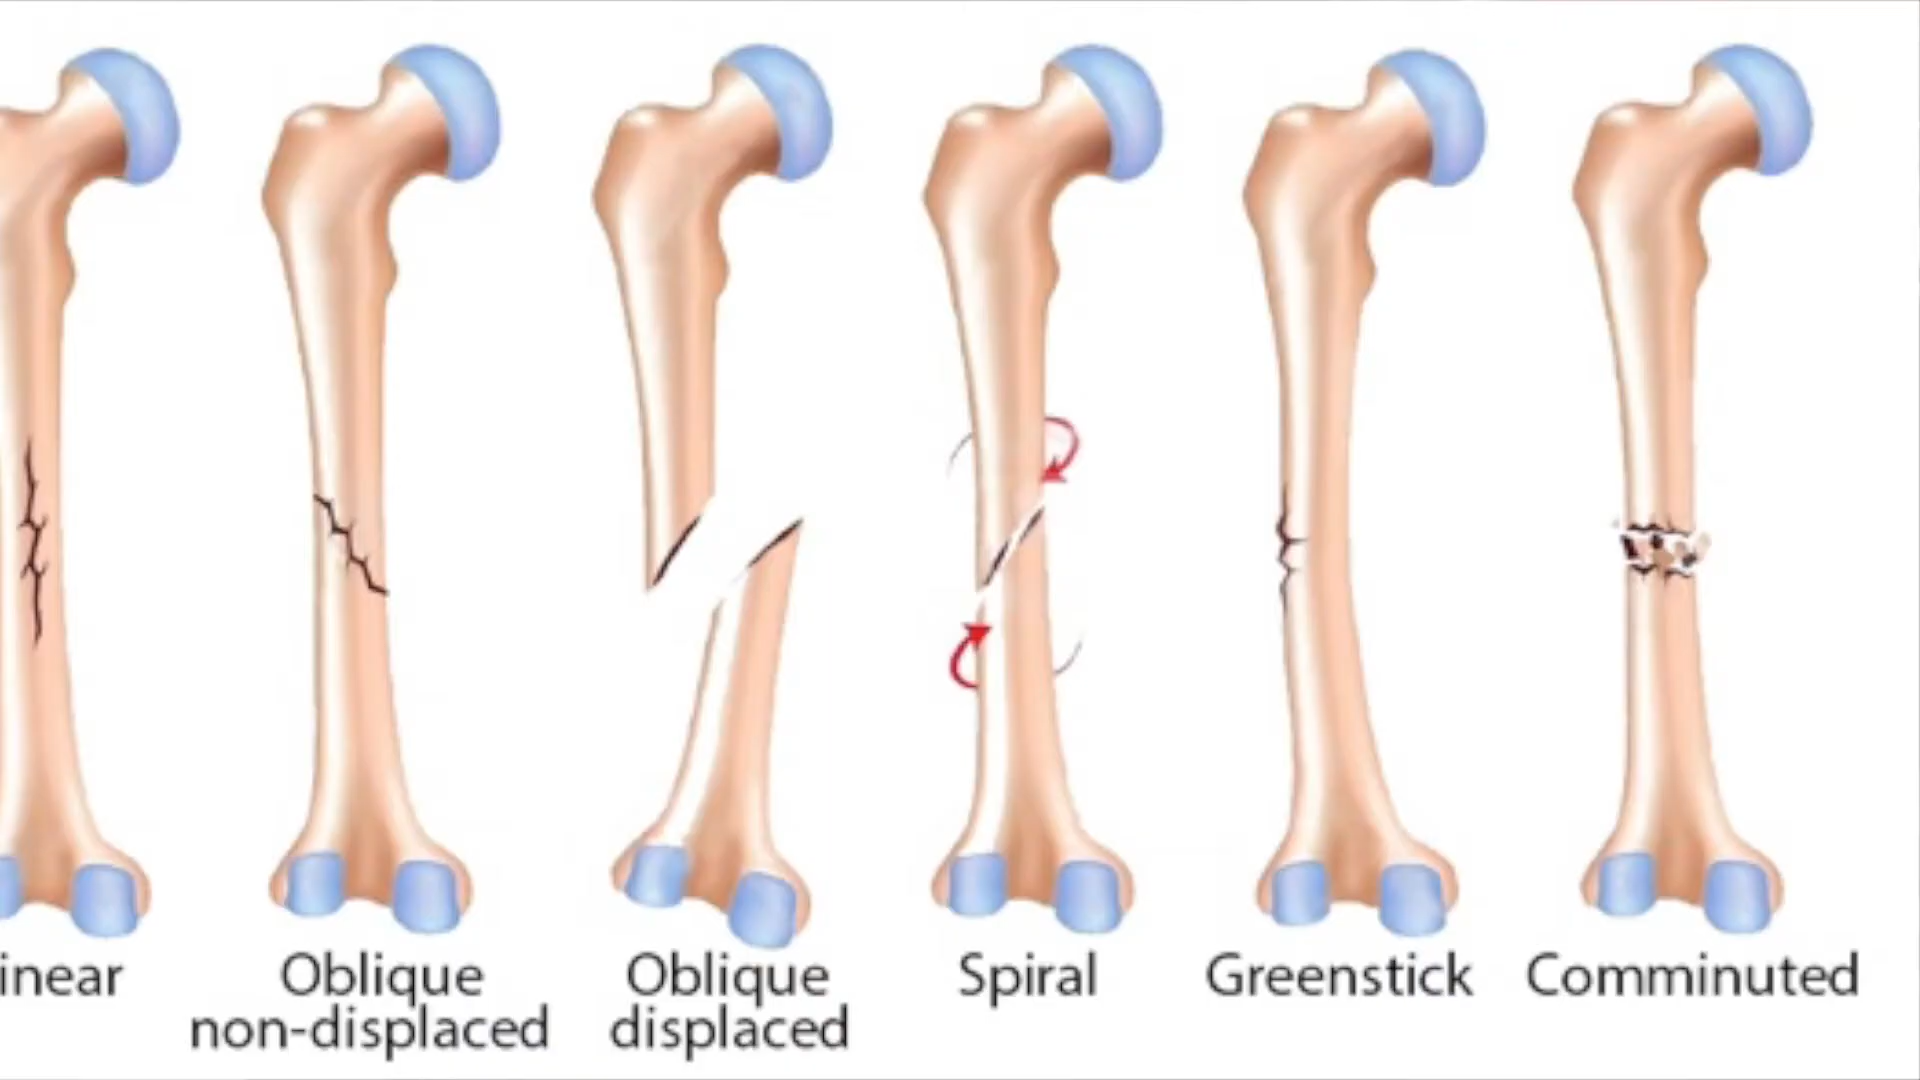 inear
Oblique
non-displaced
Oblique
displaced
Spiral
Greenstick
Comminuted